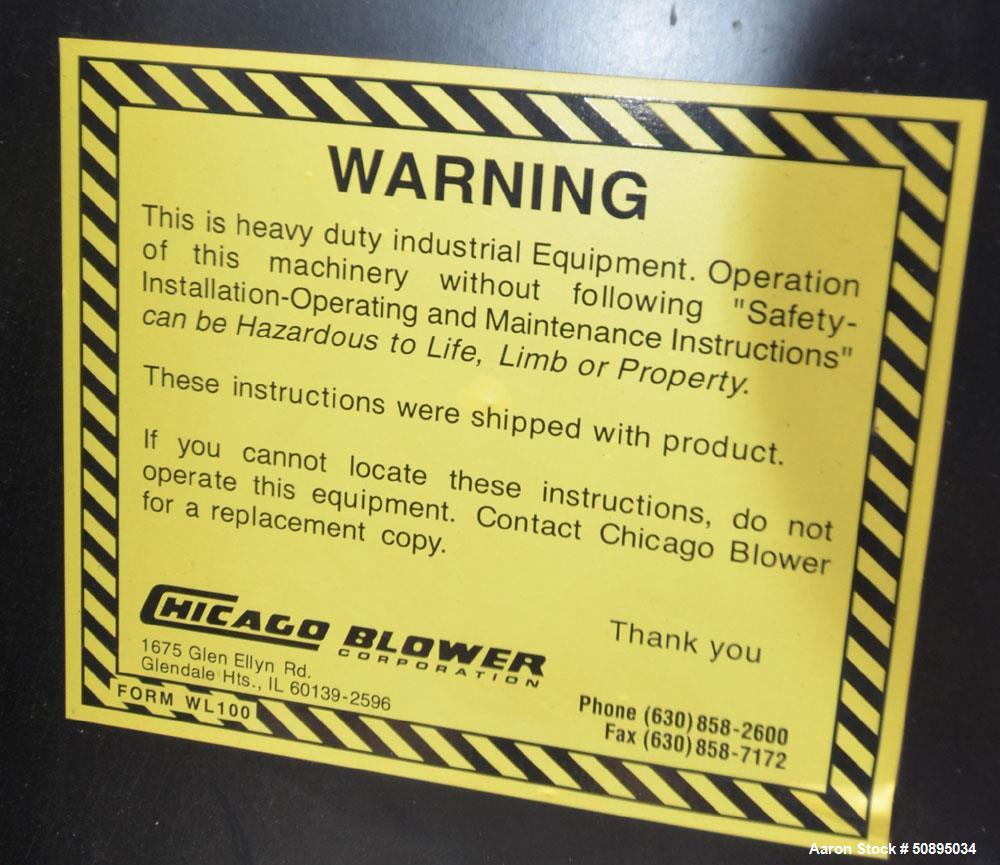 WARNING
This is heavy duty industrial Equipment. Operation
of this machinery without following "Safety-
Installation-Operating and Maintenance Instructions"
can be Hazardous to Life, Limb or Property.
These instructions were shipped with product.
If you cannot locate these instructions, do not
operate this equipment. Contact Chicago Blower
for a replacement copy.
Thank you
CHICAGO BLOWER
CORPORATION
1675 Glen Ellyn Rd.
Glendale Hts., IL 60139-2596
Phone (630) 858-2600
Fax (630) 858-7172
FORM WL100
Aaron Stock # 50895034